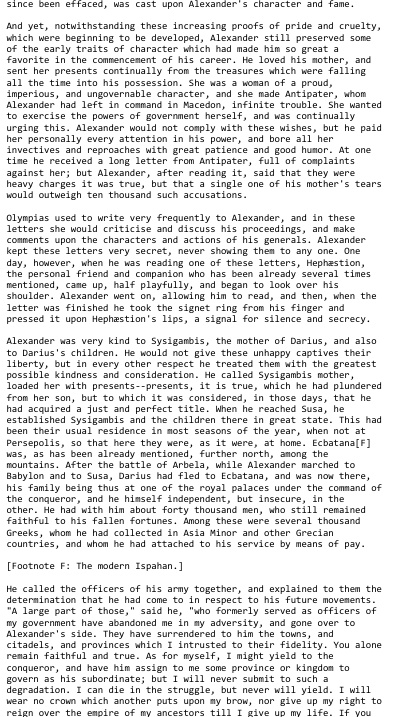 since been effaced, was cast upon Alexander's character and fame.
And yet, notwithstanding these increasing proofs of pride and cruelty,
which were beginning to be developed, Alexander still preserved some
of the early traits of character which had made him so great a
favorite in the commencement of his career. He loved his mother, and
sent her presents continually from the treasures which were falling
all the time into his possession. She was a woman of a proud,
imperious, and ungovernable character, and she made Antipater, whom
Alexander had left in command in Macedon, infinite trouble. She wanted
to exercise the powers of government herself, and was continually
urging this. Alexander would not comply with these wishes, but he paid
her personally every attention in his power, and bore all her
invectives and reproaches with great patience and good humor. At one
time he received a long letter from Antipater, full of complaints
against her; but Alexander, after reading it, said that they were
heavy charges it was true, but that a single one of his mother's tears
would outweigh ten thousand such accusations.
Olympias used to write very frequently to Alexander, and in these
letters she would criticise and discuss his proceedings, and make
comments upon the characters and actions of his generals. Alexander
kept these letters very secret, never showing them to any one. One
day, however, when he was reading one of these letters, Hephæstion,
the personal friend and companion who has been already several times
mentioned, came up, half playfully, and began to look over his
shoulder. Alexander went on, allowing him to read, and then, when the
letter was finished he took the signet ring from his finger and
pressed it upon Hephæstion's lips, a signal for silence and secrecy.
Alexander was very kind to Sysigambis, the mother of Darius, and also
to Darius's children. He would not give these unhappy captives their
liberty, but in every other respect he treated them with the greatest
possible kindness and consideration. He called Sysigambis mother,
loaded her with presents--presents, it is true, which he had plundered
from her son, but to which it was considered, in those days, that he
had acquired a just and perfect title. When he reached Susa, he
established Sysigambis and the children there in great state. This had
been their usual residence in most seasons of the year, when not at
Persepolis, so that here they were, as it were, at home. Ecbatana[F]
was, as has been already mentioned, further north, among the
mountains. After the battle of Arbela, while Alexander marched to
Babylon and to Susa, Darius had fled to Ecbatana, and was now there,
his family being thus at one of the royal palaces under the command of
the conqueror, and he himself independent, but insecure, in the
other. He had with him about forty thousand men, who still remained
faithful to his fallen fortunes. Among these were several thousand
Greeks, whom he had collected in Asia Minor and other Grecian
countries, and whom he had attached to his service by means of pay.
[Footnote F: The modern Ispahan.]
He called the officers of his army together, and explained to them the
determination that he had come to in respect to his future movements.
"A large part of those," said he, "who formerly served as officers of
my government have abandoned me in my adversity, and gone over to
Alexander's side. They have surrendered to him the towns, and
citadels, and provinces which I intrusted to their fidelity. You alone
remain faithful and true. As for myself, I might yield to the
conqueror, and have him assign to me some province or kingdom to
govern as his subordinate; but I will never submit to such a
degradation. I can die in the struggle, but never will yield. I will
wear no crown which another puts upon my brow, nor give up my right to
reign over the empire of my ancestors till I give up my life. If you